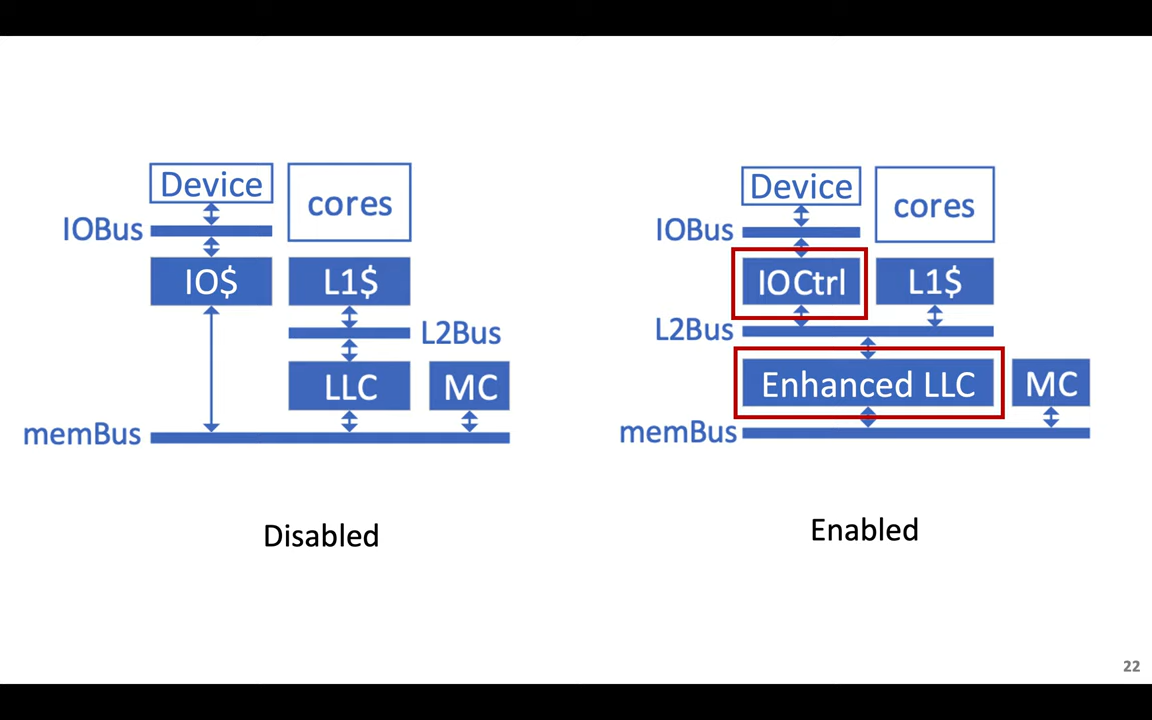 Device
cores
IOBus
IO$
L1$
L2Bus
LLC
MC
memBus
Disabled
Device
cores
IOBus
IOCtrl
L1$
L2Bus
Enhanced LLC
MC
memBus
Enabled
22